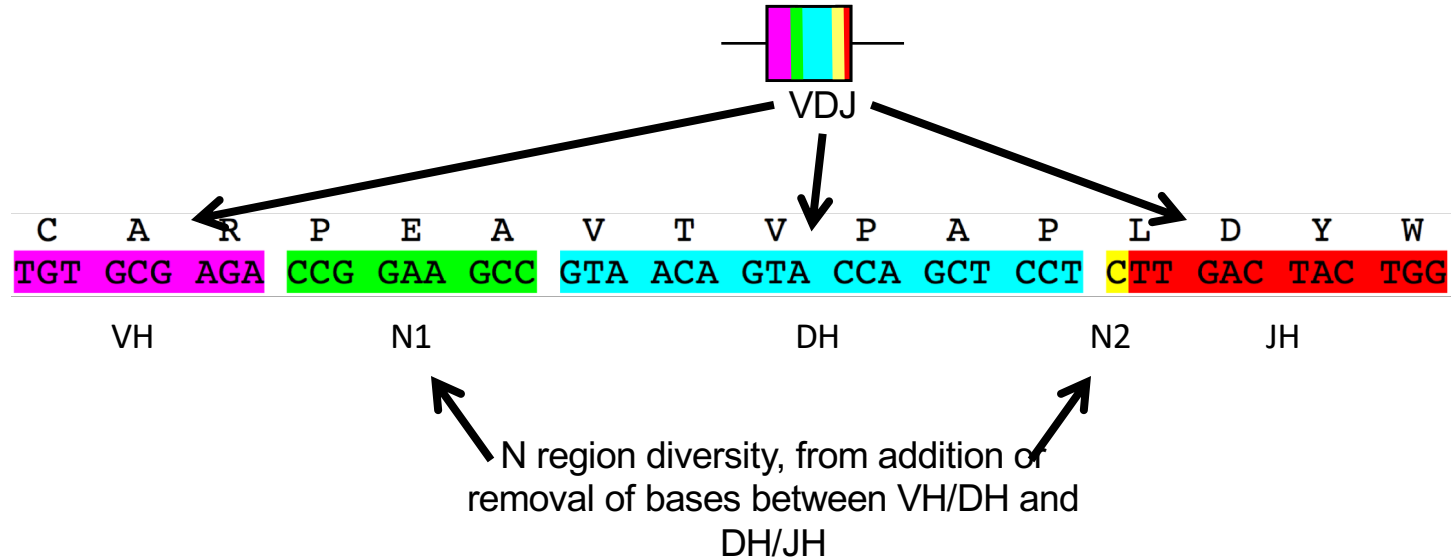 VDJ
C A R P E A V T V P A P L D Y W
TGT GCG AGA CCG GAA GCC GTA ACA GTA CCA GCT CCT CTT GAC TAC TGG
VH N1 DH N2 JH
N region diversity, from addition or
removal of bases between VH/DH and
DH/JH